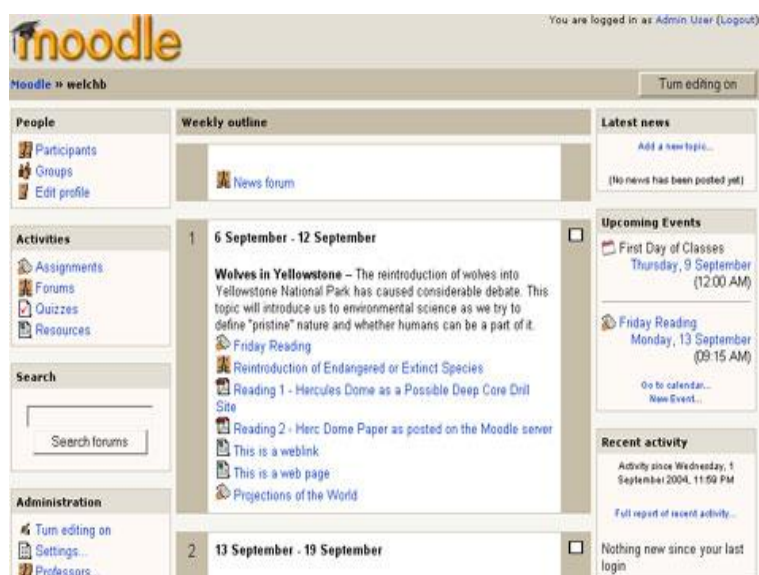 moodle
You are logged in as Admin User (Logout)
Moodle » welchb
Turn editing on
People
Participants
Groups
Edit profile
Activities
Assignments
Forums
Quizzes
Resources
Search
Search forums
Administration
Turn editing on
Settings...
Professors...
Weekly outline
News forum
1
6 September - 12 September
Wolves in Yellowstone – The reintroduction of wolves into
Yellowstone National Park has caused considerable debate. This
topic will introduce us to environmental science as we try to
define "pristine" nature and whether humans can be a part of it.
Friday Reading
Reintroduction of Endangered or Extinct Species
Reading 1 - Hercules Dome as a Possible Deep Core Drill
Site
Reading 2 - Herc Dome Paper as posted on the Moodle server
This is a weblink
This is a web page
Projections of the World
2
13 September - 19 September
Latest news
Add a new topic...
(No news has been posted yet)
Upcoming Events
First Day of Classes
Thursday, 9 September
(12:00 AM)
Friday Reading
Monday, 13 September
(09:15 AM)
Go to calendar...
New Event...
Recent activity
Activity since Wednesday, 1
September 2004, 11:59 PM
Full report of recent activity...
Nothing new since your last
login